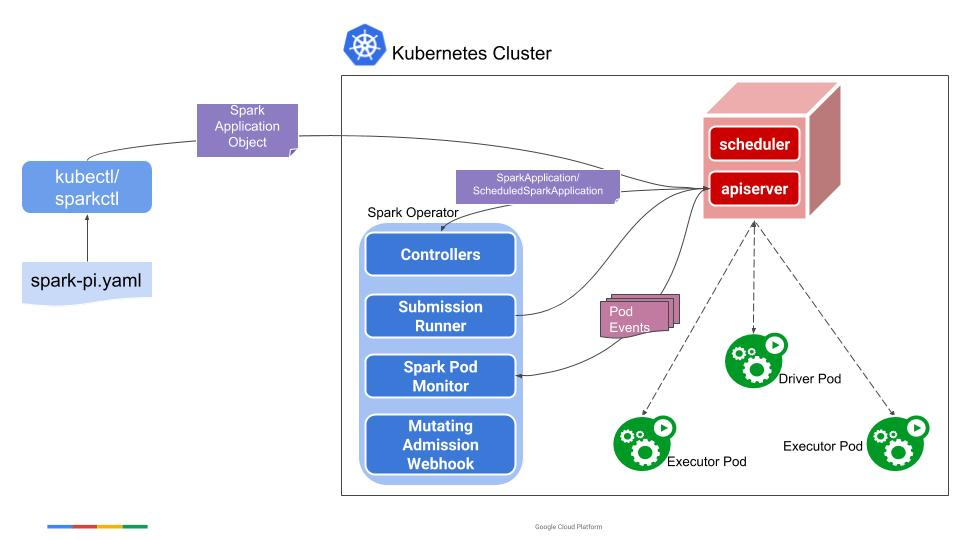 Kubernetes Cluster
Spark
Application
Object
scheduler
kubectl/
sparkctl
SparkApplication/
ScheduledSparkApplication
apiserver
Spark Operator
Controllers
spark-pi.yaml
Submission
Runner
Pod
Events
Spark Pod
Monitor
Driver Pod
Mutating
Admission
Webhook
Executor Pod
Executor Pod
Google Cloud Platform